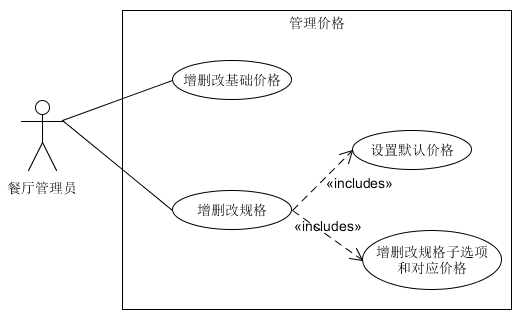 管理价格
增删改基础价格
设置默认价格
«includes»
餐厅管理员
增删改规格
«includes»
增删改规格子选项
和对应价格